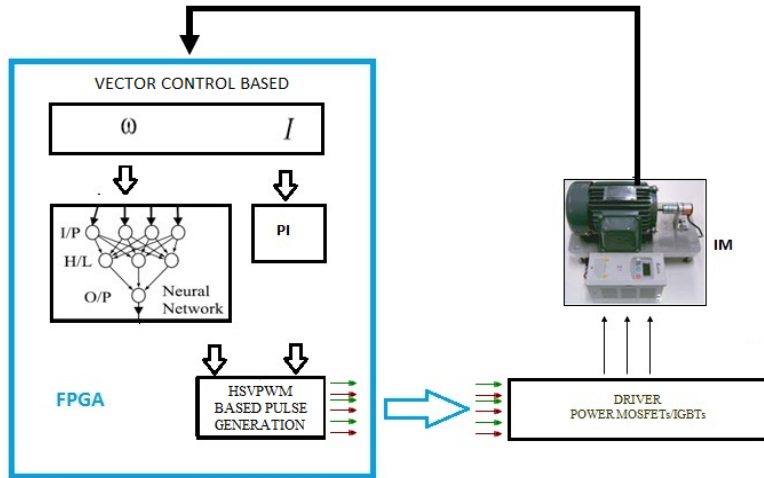 VECTOR CONTROL BASED
ω I
I/P
PI
H/L
O/P
Neural
Network
IM
FPGA
HSVPWM
BASED PULSE
GENERATION
DRIVER
POWER MOSFETs/IGBTs